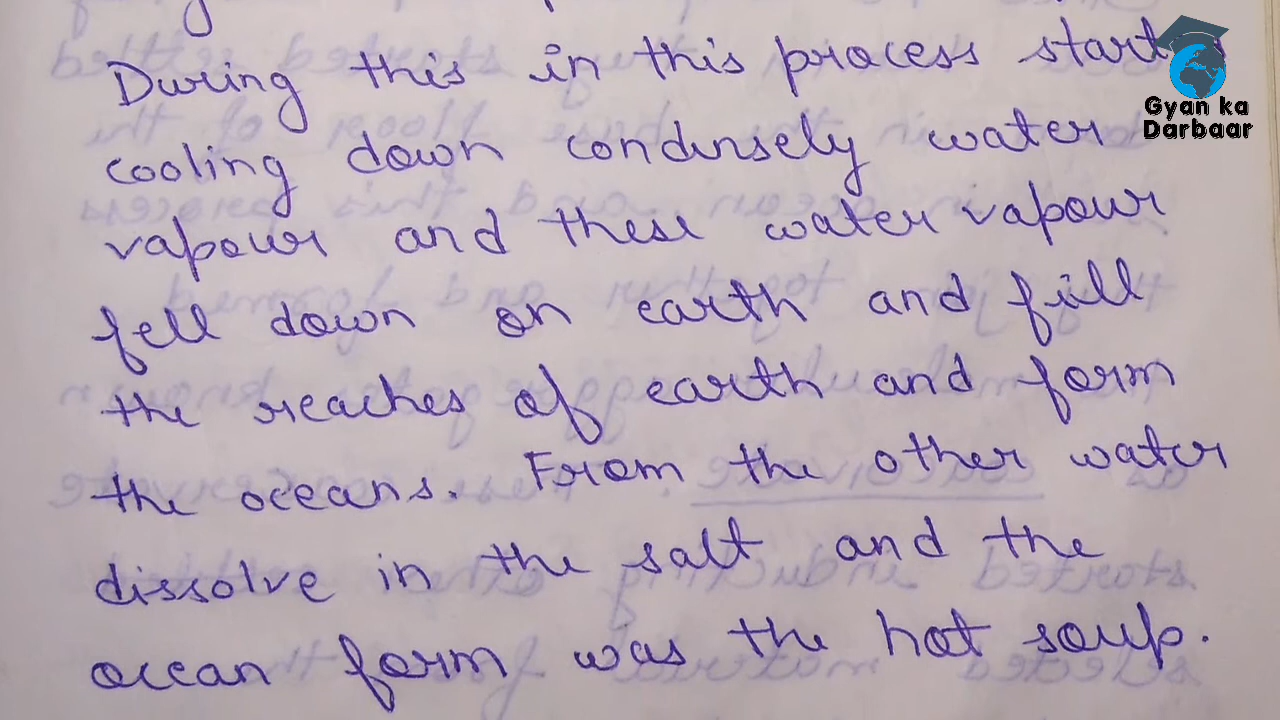 During this in this process start
Gyan ka
Darbaar
cooling down condnsely water
vapour and these water vapour
fell down on earth and fill
the reaches of earth and form
the oceans. From the other water
dissolve in the salt and the
ocean form was the hot soup.